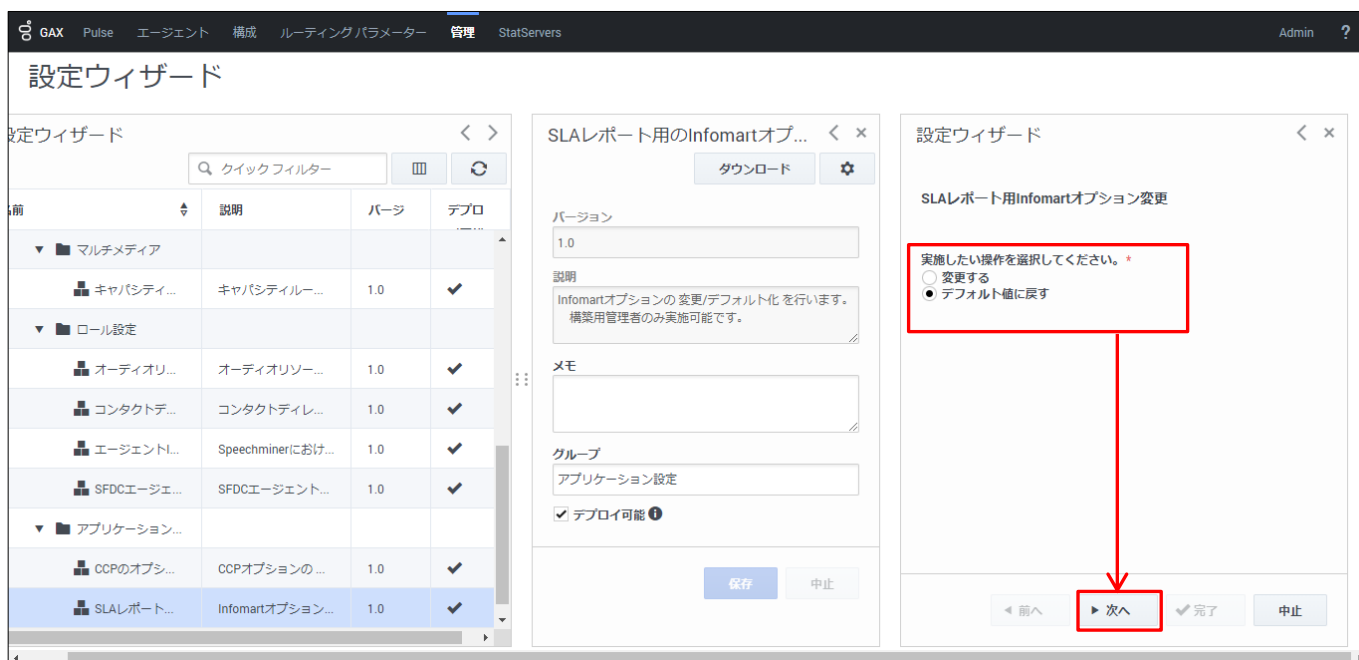 GAX Pulse エージェント 構成 ルーティング パラメーター 管理 StatServers Admin ?
設定ウィザード
設定ウィザード
クイック フィルター
名前 説明 バージ デプロ
マルチメディア
キャパシティ... キャパシティルー... 1.0
ロール設定
オーディオリ... オーディオリソー... 1.0
コンタクトデ... コンタクトディレ... 1.0
エージェントI... Speechminerにおけ... 1.0
SFDCエージェ... SFDCエージェント... 1.0
アプリケーション...
CCPのオプシ... CCPオプションの ... 1.0
SLAレポート... Infomartオプション... 1.0
SLAレポート用のInfomartオプ...
ダウンロード
バージョン
1.0
説明
Infomartオプションの 変更/デフォルト化 を行います。
構築用管理者のみ実施可能です。
メモ
グループ
アプリケーション設定
デプロイ可能
保存 中止
設定ウィザード
SLAレポート用Infomartオプション変更
実施したい操作を選択してください。*
変更する
デフォルト値に戻す
前へ 次へ 完了 中止